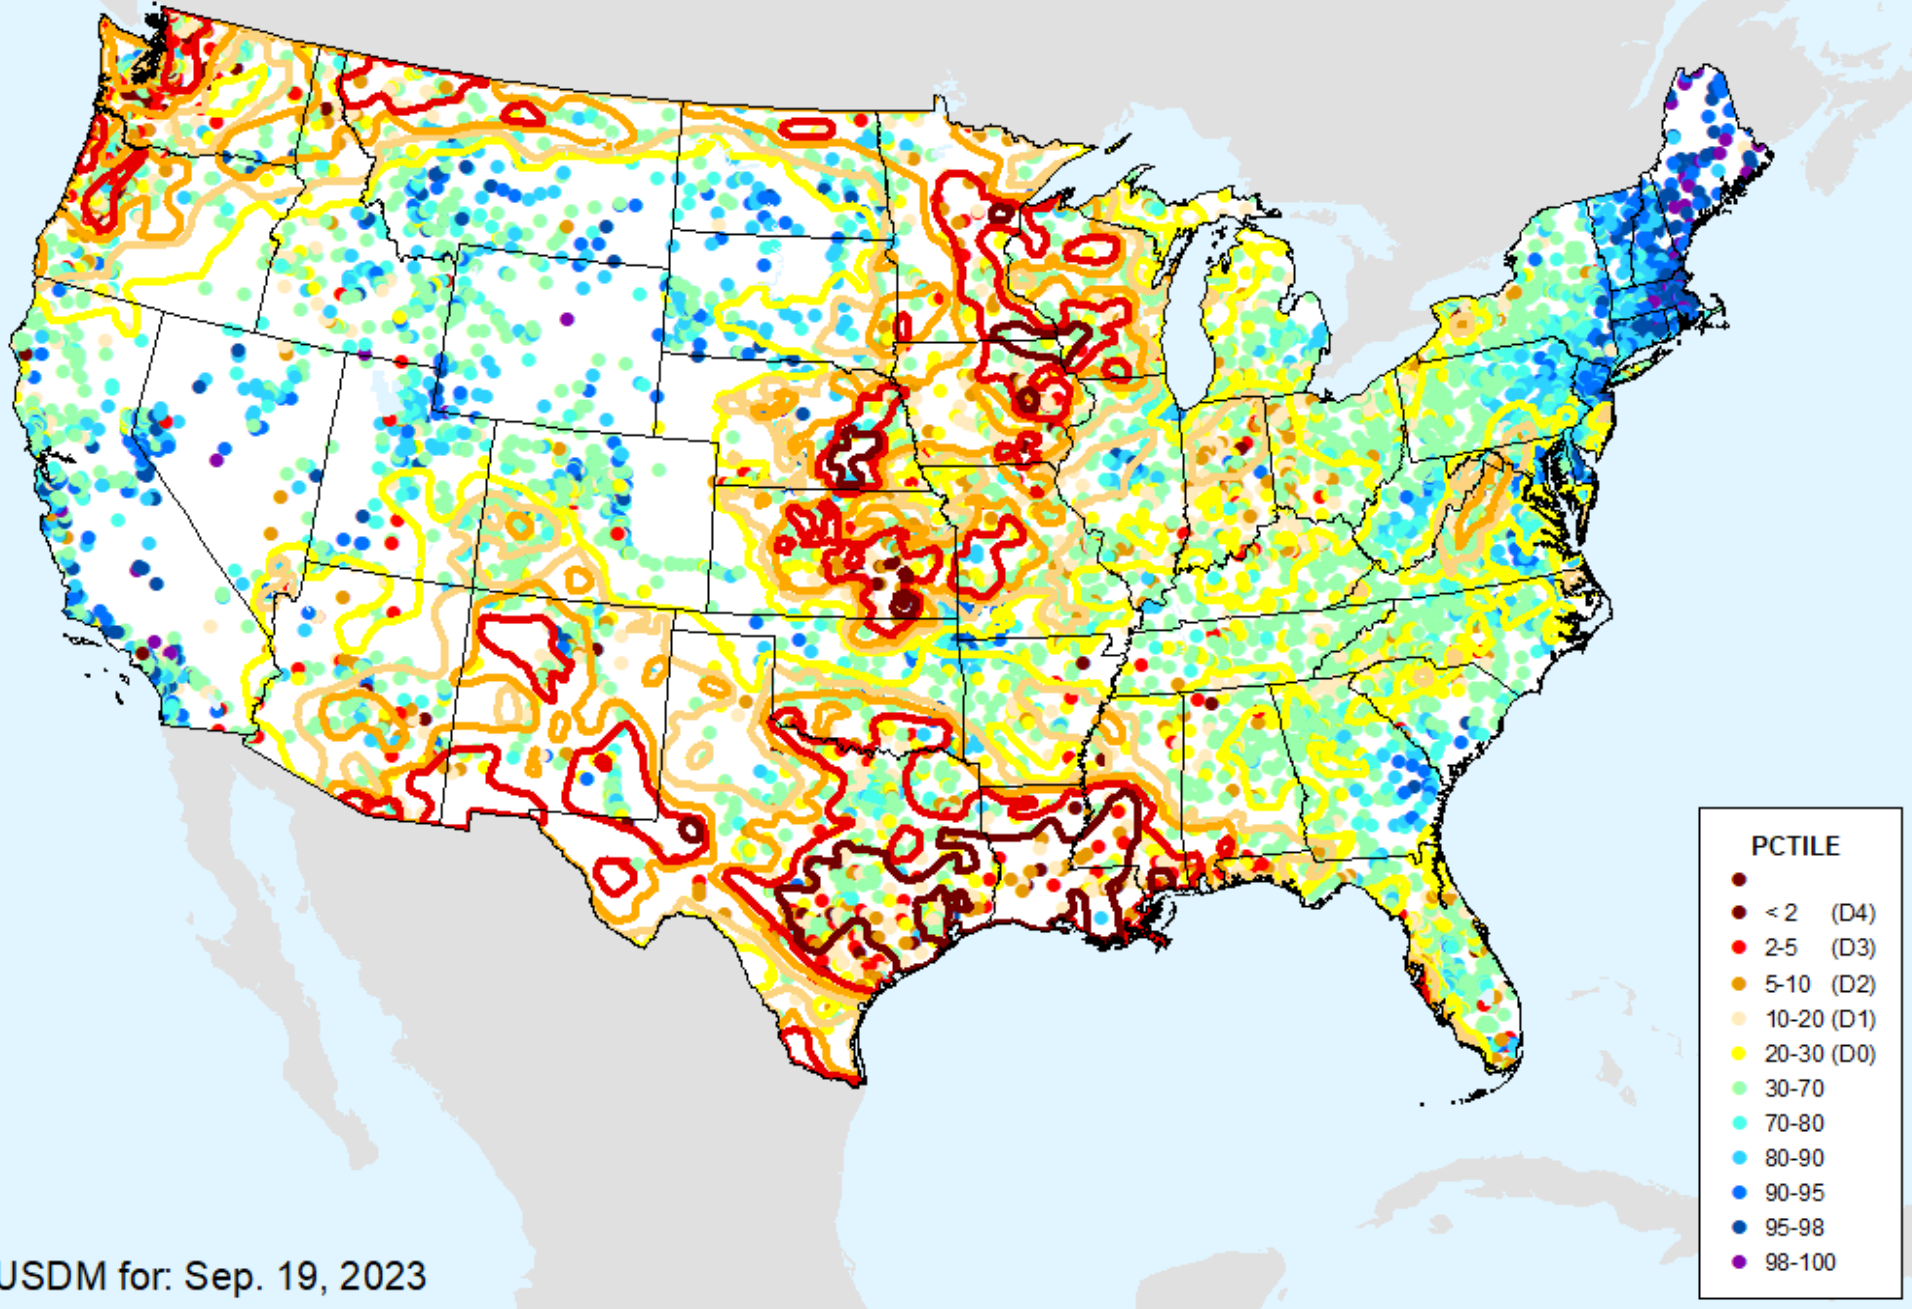 PCTILE
< 2 (D4)
2-5 (D3)
5-10 (D2)
10-20 (D1)
20-30 (D0)
30-70
70-80
80-90
90-95
95-98
98-100
USDM for: Sep. 19, 2023